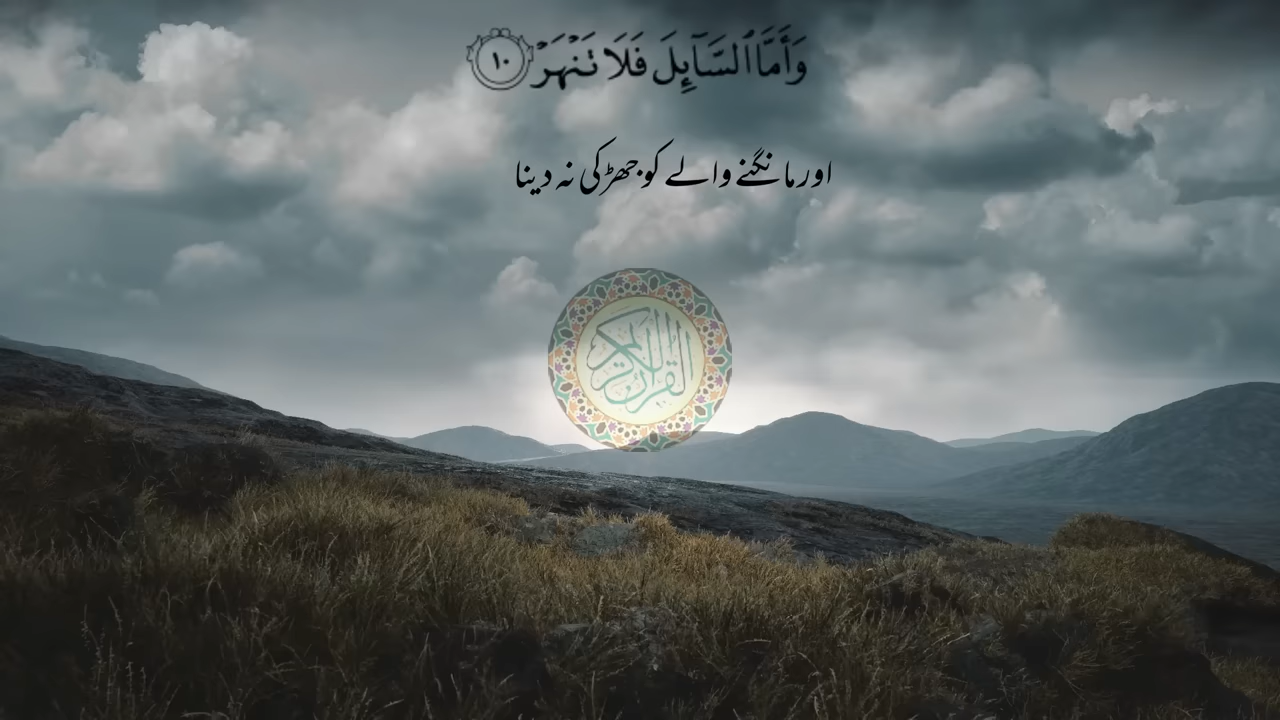 وَأَمَّا ٱلسَّآئِلَ فَلَا تَنْهَرْ ١٠
اور مانگنے والے کو جھڑکی نہ دینا
القرآن الكريم